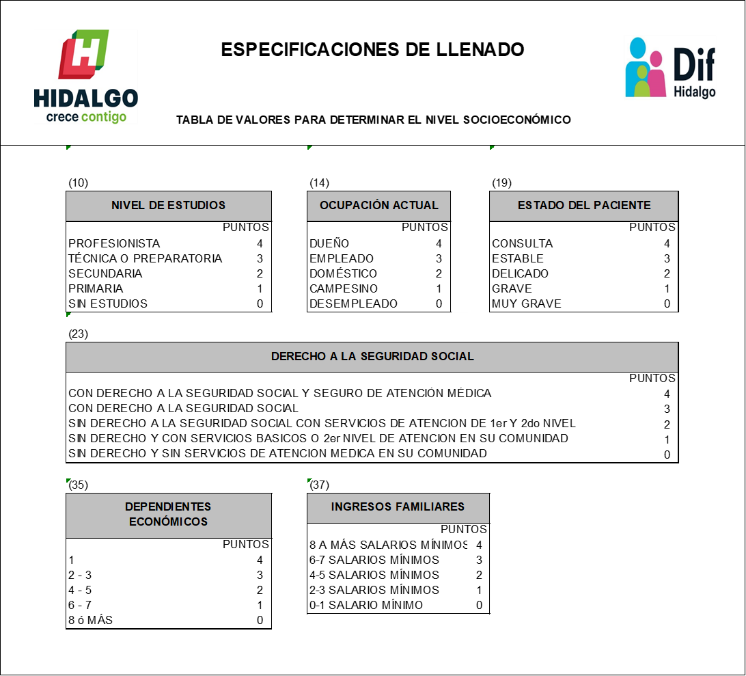 H
HIDALGO
crece contigo
ESPECIFICACIONES DE LLENADO
Dif
Hidalgo
TABLA DE VALORES PARA DETERMINAR EL NIVEL SOCIOECONÓMICO
(10)
NIVEL DE ESTUDIOS
PUNTOS
PROFESIONISTA 4
TÉCNICA O PREPARATORIA 3
SECUNDARIA 2
PRIMARIA 1
SIN ESTUDIOS 0
(14)
OCUPACIÓN ACTUAL
PUNTOS
DUEÑO 4
EMPLEADO 3
DOMÉSTICO 2
CAMPESINO 1
DESEMPLEADO 0
(19)
ESTADO DEL PACIENTE
PUNTOS
CONSULTA 4
ESTABLE 3
DELICADO 2
GRAVE 1
MUY GRAVE 0
(23)
DERECHO A LA SEGURIDAD SOCIAL
PUNTOS
CON DERECHO A LA SEGURIDAD SOCIAL Y SEGURO DE ATENCIÓN MÉDICA 4
CON DERECHO A LA SEGURIDAD SOCIAL 3
SIN DERECHO A LA SEGURIDAD SOCIAL CON SERVICIOS DE ATENCION DE 1er Y 2do NIVEL 2
SIN DERECHO Y CON SERVICIOS BASICOS O 2er NIVEL DE ATENCION EN SU COMUNIDAD 1
SIN DERECHO Y SIN SERVICIOS DE ATENCION MEDICA EN SU COMUNIDAD 0
(35)
DEPENDIENTES
ECONÓMICOS
PUNTOS
1 4
2 - 3 3
4 - 5 2
6 - 7 1
8 ó MÁS 0
(37)
INGRESOS FAMILIARES
PUNTOS
8 A MÁS SALARIOS MÍNIMOS 4
6-7 SALARIOS MÍNIMOS 3
4-5 SALARIOS MÍNIMOS 2
2-3 SALARIOS MÍNIMOS 1
0-1 SALARIO MÍNIMO 0